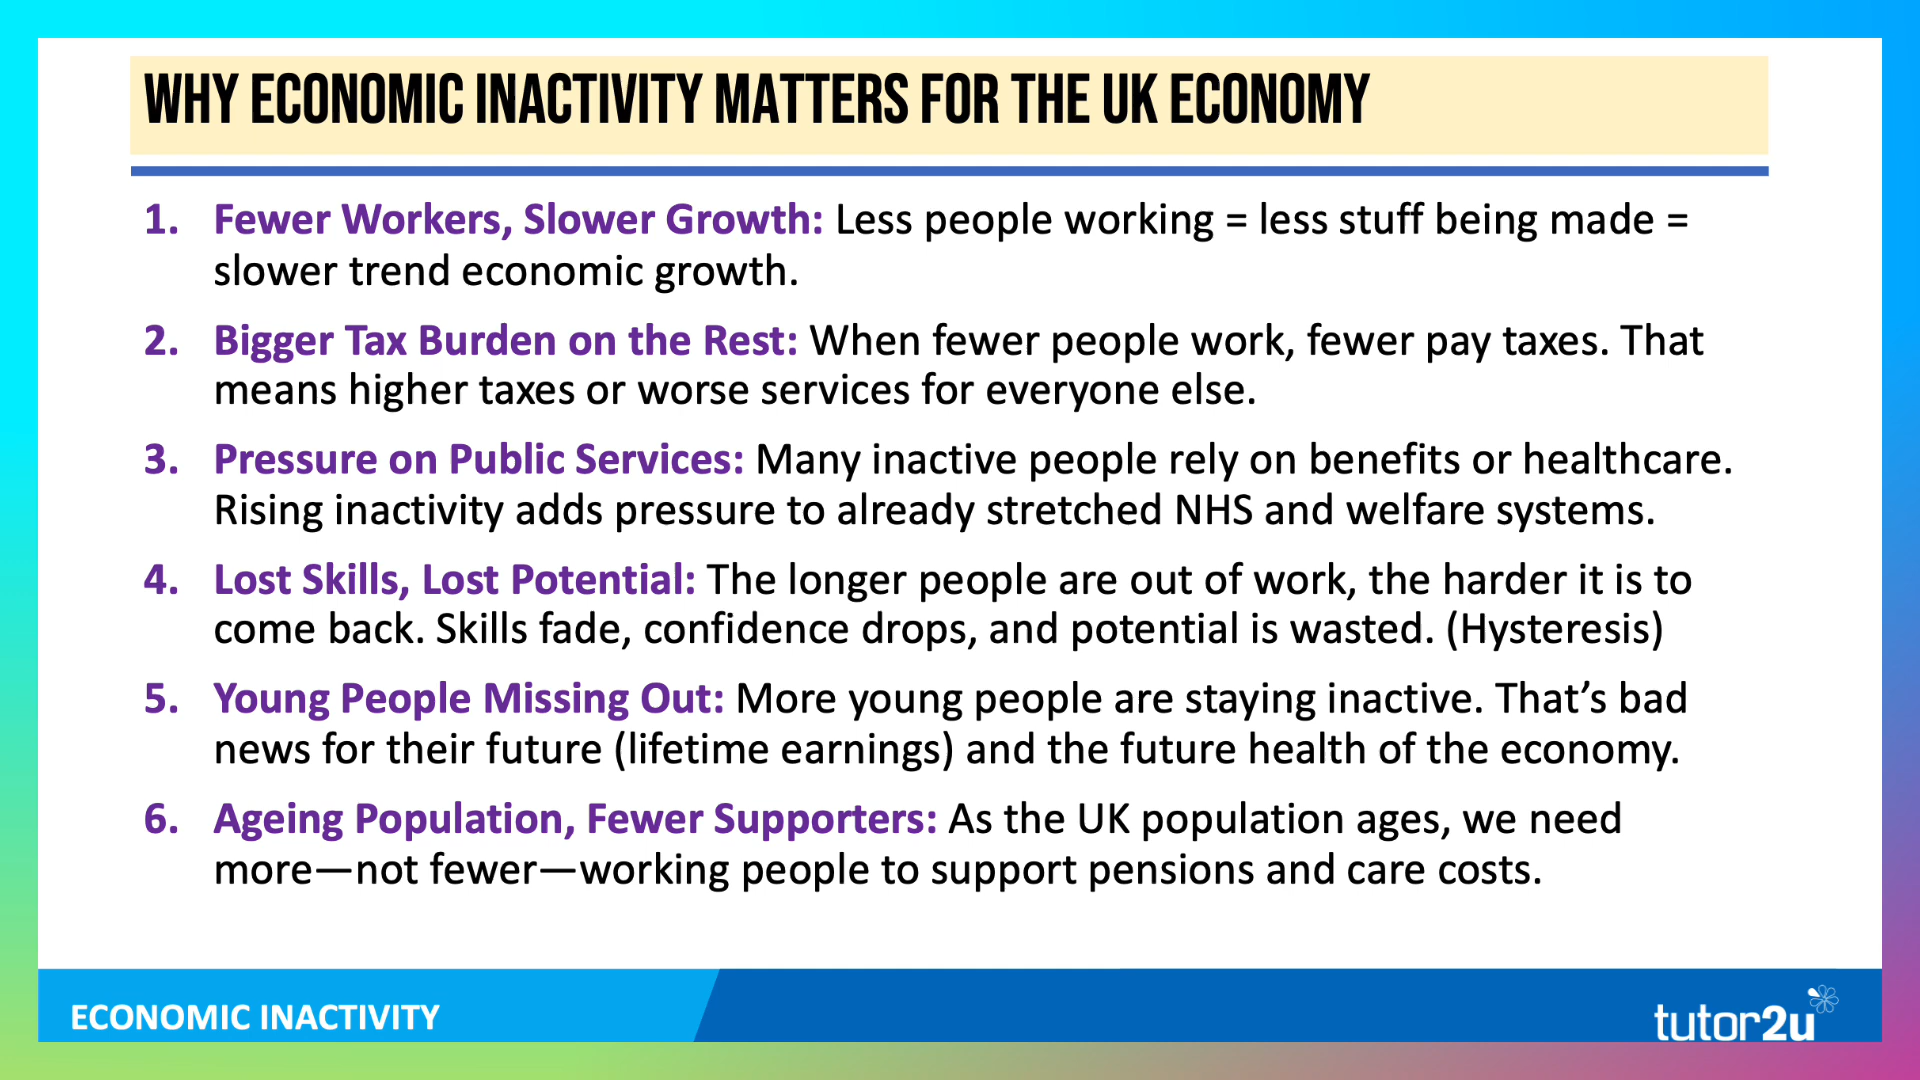 WHY ECONOMIC INACTIVITY MATTERS FOR THE UK ECONOMY
1. Fewer Workers, Slower Growth: Less people working = less stuff being made =
slower trend economic growth.
2. Bigger Tax Burden on the Rest: When fewer people work, fewer pay taxes. That
means higher taxes or worse services for everyone else.
3. Pressure on Public Services: Many inactive people rely on benefits or healthcare.
Rising inactivity adds pressure to already stretched NHS and welfare systems.
4. Lost Skills, Lost Potential: The longer people are out of work, the harder it is to
come back. Skills fade, confidence drops, and potential is wasted. (Hysteresis)
5. Young People Missing Out: More young people are staying inactive. That’s bad
news for their future (lifetime earnings) and the future health of the economy.
6. Ageing Population, Fewer Supporters: As the UK population ages, we need
more—not fewer—working people to support pensions and care costs.
ECONOMIC INACTIVITY
tutor2u